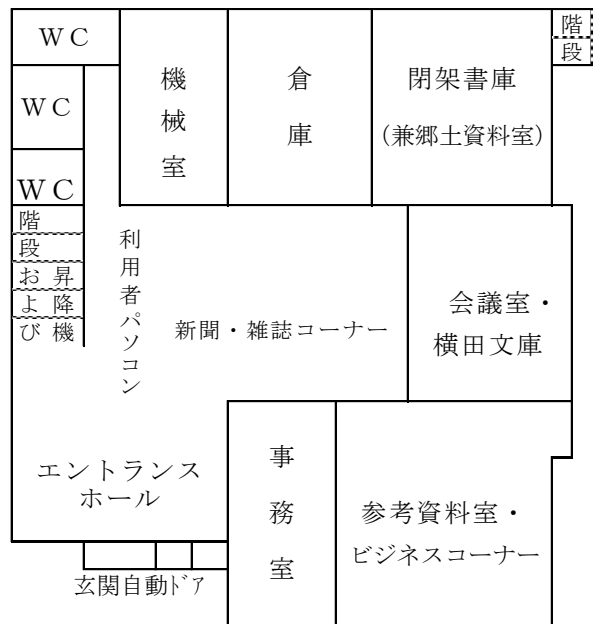 ＷＣ
ＷＣ
ＷＣ
機械室
倉庫
閉架書庫
（兼郷土資料室）
階段
階段および昇降機
利用者パソコン
新聞・雑誌コーナー
会議室・
横田文庫
エントランス
ホール
事務室
参考資料室・
ビジネスコーナー
玄関自動ﾄﾞｱ